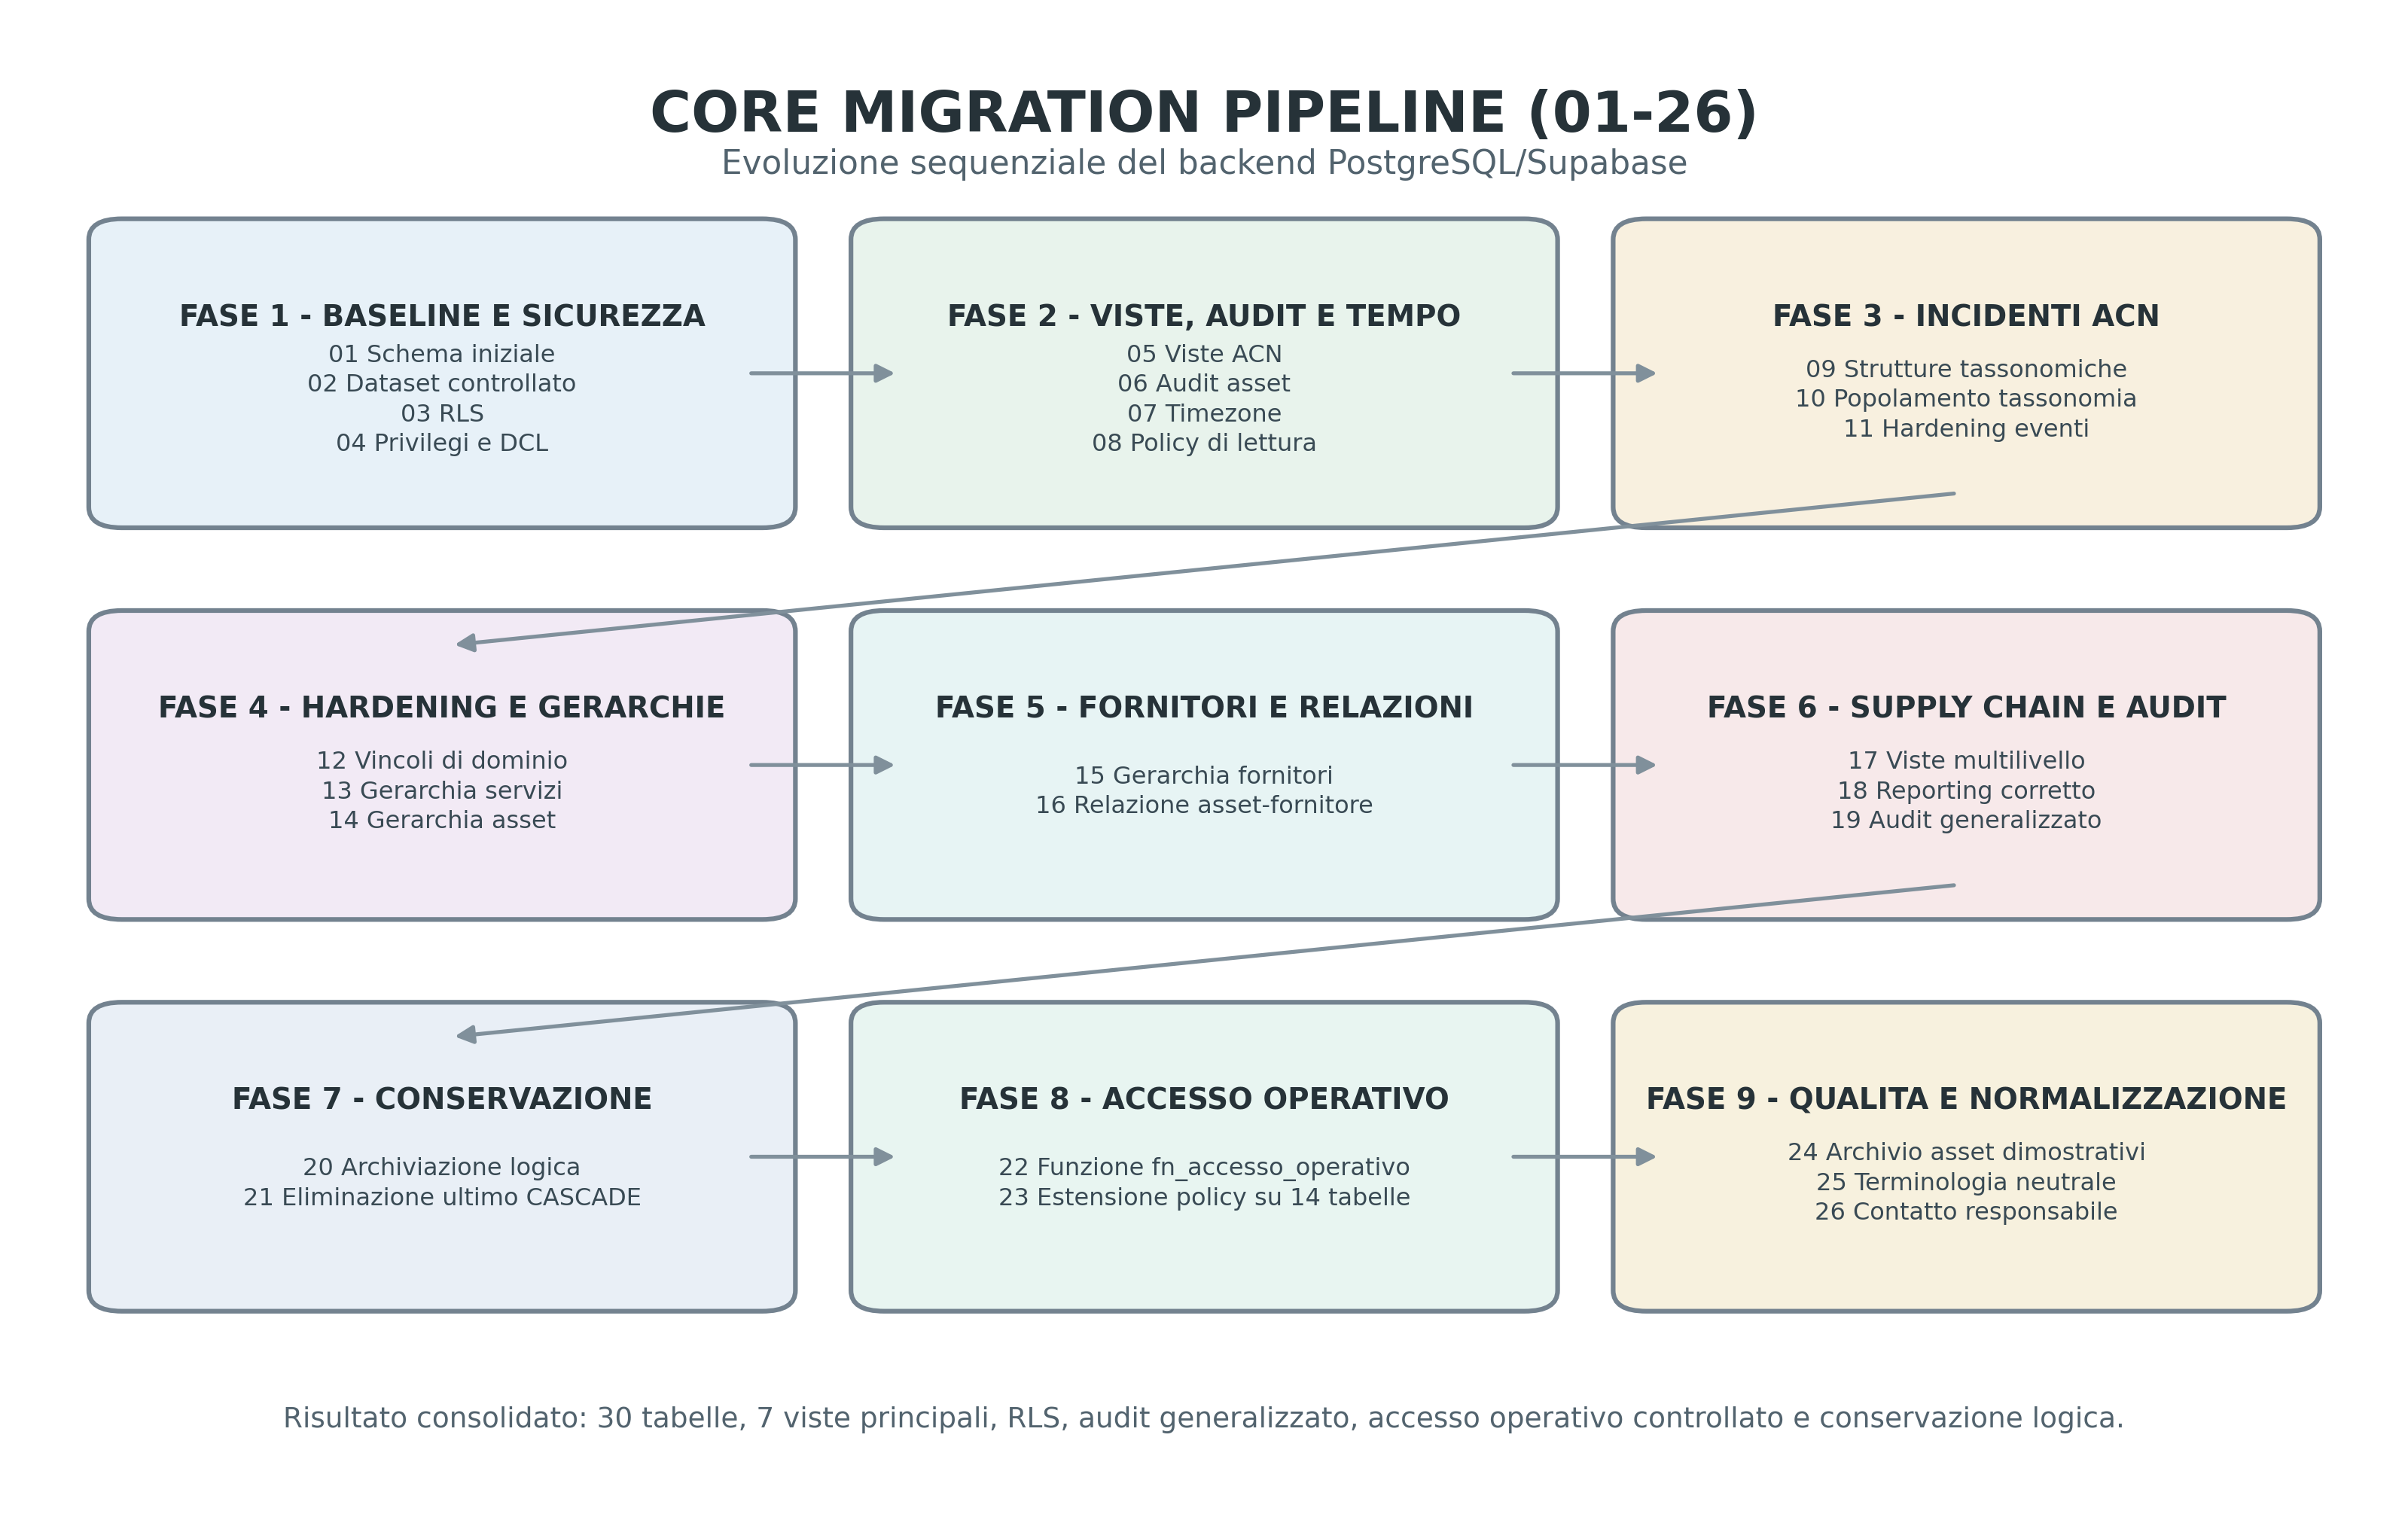 CORE MIGRATION PIPELINE (01-26)
Evoluzione sequenziale del backend PostgreSQL/Supabase
FASE 1 - BASELINE E SICUREZZA
01 Schema iniziale
02 Dataset controllato
03 RLS
04 Privilegi e DCL
FASE 2 - VISTE, AUDIT E TEMPO
05 Viste ACN
06 Audit asset
07 Timezone
08 Policy di lettura
FASE 3 - INCIDENTI ACN
09 Strutture tassonomiche
10 Popolamento tassonomia
11 Hardening eventi
FASE 4 - HARDENING E GERARCHIE
12 Vincoli di dominio
13 Gerarchia servizi
14 Gerarchia asset
FASE 5 - FORNITORI E RELAZIONI
15 Gerarchia fornitori
16 Relazione asset-fornitore
FASE 6 - SUPPLY CHAIN E AUDIT
17 Viste multilivello
18 Reporting corretto
19 Audit generalizzato
FASE 7 - CONSERVAZIONE
20 Archiviazione logica
21 Eliminazione ultimo CASCADE
FASE 8 - ACCESSO OPERATIVO
22 Funzione fn_accesso_operativo
23 Estensione policy su 14 tabelle
FASE 9 - QUALITA E NORMALIZZAZIONE
24 Archivio asset dimostrativi
25 Terminologia neutrale
26 Contatto responsabile
Risultato consolidato: 30 tabelle, 7 viste principali, RLS, audit generalizzato, accesso operativo controllato e conservazione logica.